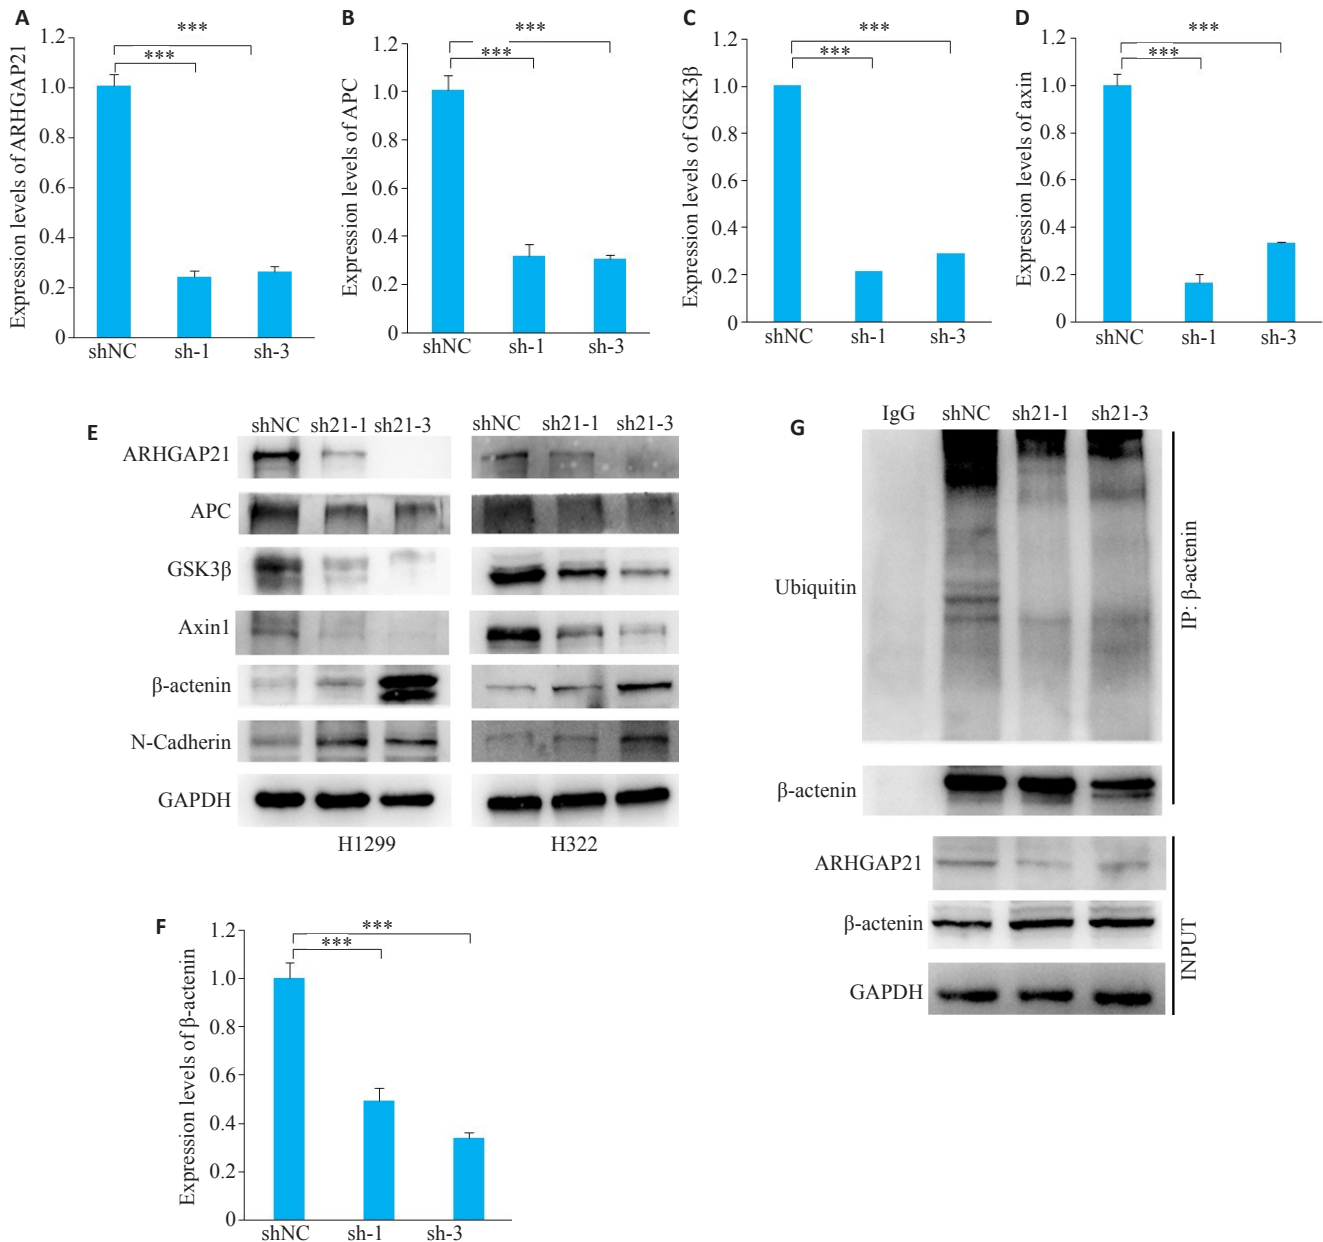 A
Expression levels of ARHGAP21
1.2
1.0
0.8
0.6
0.4
0.2
0
***
***
shNC sh-1 sh-3
B
Expression levels of APC
1.2
1.0
0.8
0.6
0.4
0.2
0
***
***
shNC sh-1 sh-3
C
Expression levels of GSK3β
1.2
1.0
0.8
0.6
0.4
0.2
0
***
***
shNC sh-1 sh-3
D
Expression levels of axin
1.2
1.0
0.8
0.6
0.4
0.2
0
***
***
shNC sh-1 sh-3
E
shNC sh21-1 sh21-3 shNC sh21-1 sh21-3
ARHGAP21
APC
GSK3β
Axin1
β-actenin
N-Cadherin
GAPDH
H1299 H322
F
Expression levels of β-actenin
1.2
1.0
0.8
0.6
0.4
0.2
0
***
***
shNC sh-1 sh-3
G
IgG shNC sh21-1 sh21-3
Ubiquitin
β-actenin
IP: β-actenin
ARHGAP21
β-actenin
GAPDH
INPUT